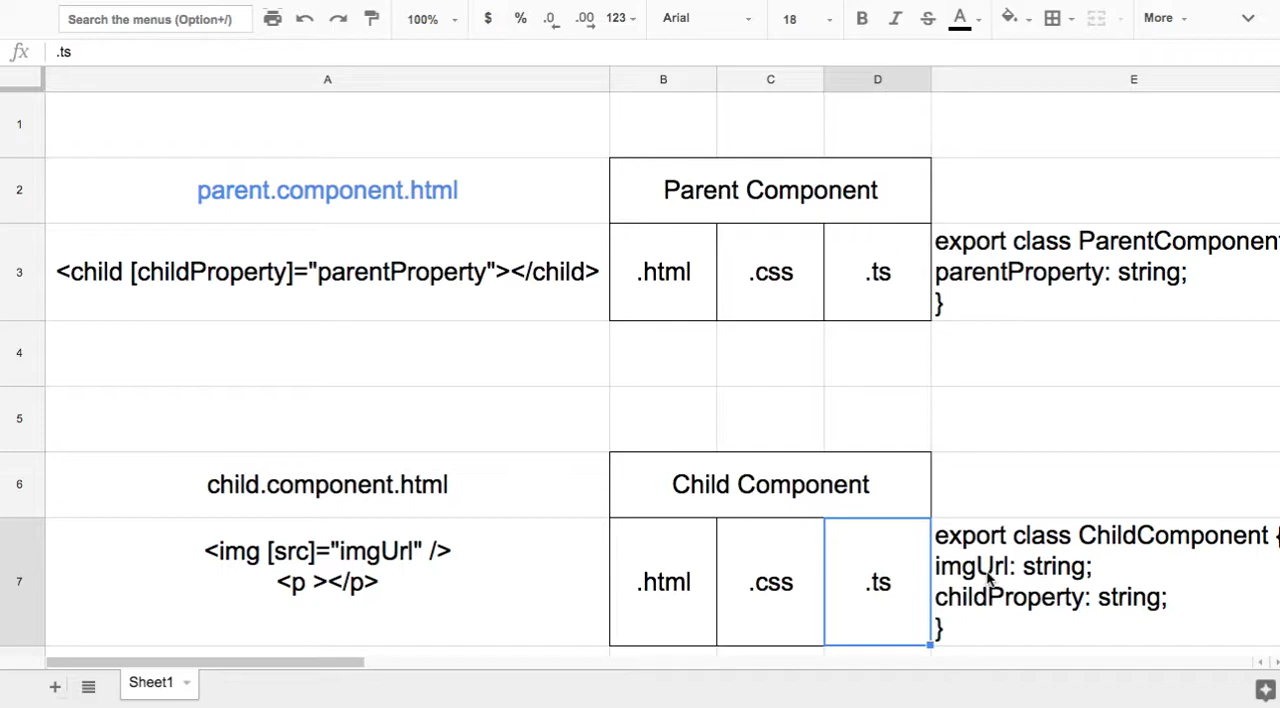 Search the menus (Option+/) 100% $ % .0 .00 123 Arial 18 B I S A More
fx .ts
A B C D E
1
2 parent.component.html Parent Component
export class ParentComponent
3 <child [childProperty]="parentProperty"></child> .html .css .ts parentProperty: string;
}
4
5
6 child.component.html Child Component
export class ChildComponent {
<img [src]="imgUrl" /> imgUrl: string;
7 <p ></p> .html .css .ts
childProperty: string;
}
Sheet1